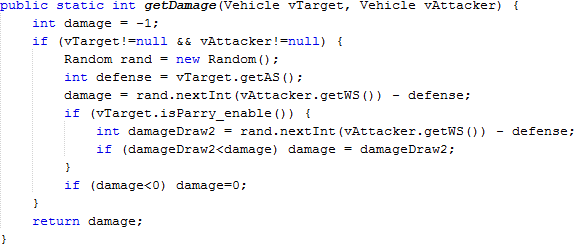 public static int getDamage(Vehicle vTarget, Vehicle vAttacker) {
int damage = -1;
if (vTarget!=null && vAttacker!=null) {
Random rand = new Random();
int defense = vTarget.getAS();
damage = rand.nextInt(vAttacker.getWS()) - defense;
if (vTarget.isParry_enable()) {
int damageDraw2 = rand.nextInt(vAttacker.getWS()) - defense;
if (damageDraw2<damage) damage = damageDraw2;
}
if (damage<0) damage=0;
}
return damage;
}